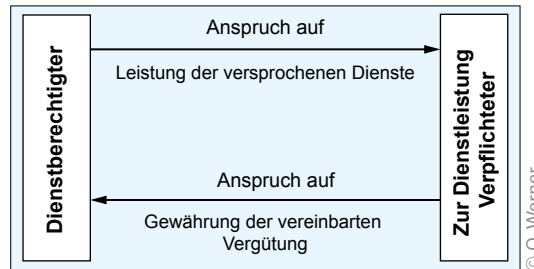 Dienstberechtigter
Anspruch auf
Leistung der versprochenen Dienste
Anspruch auf
Gewährung der vereinbarten
Vergütung
Zur Dienstleistung
Verpflichteter
© O. Werner